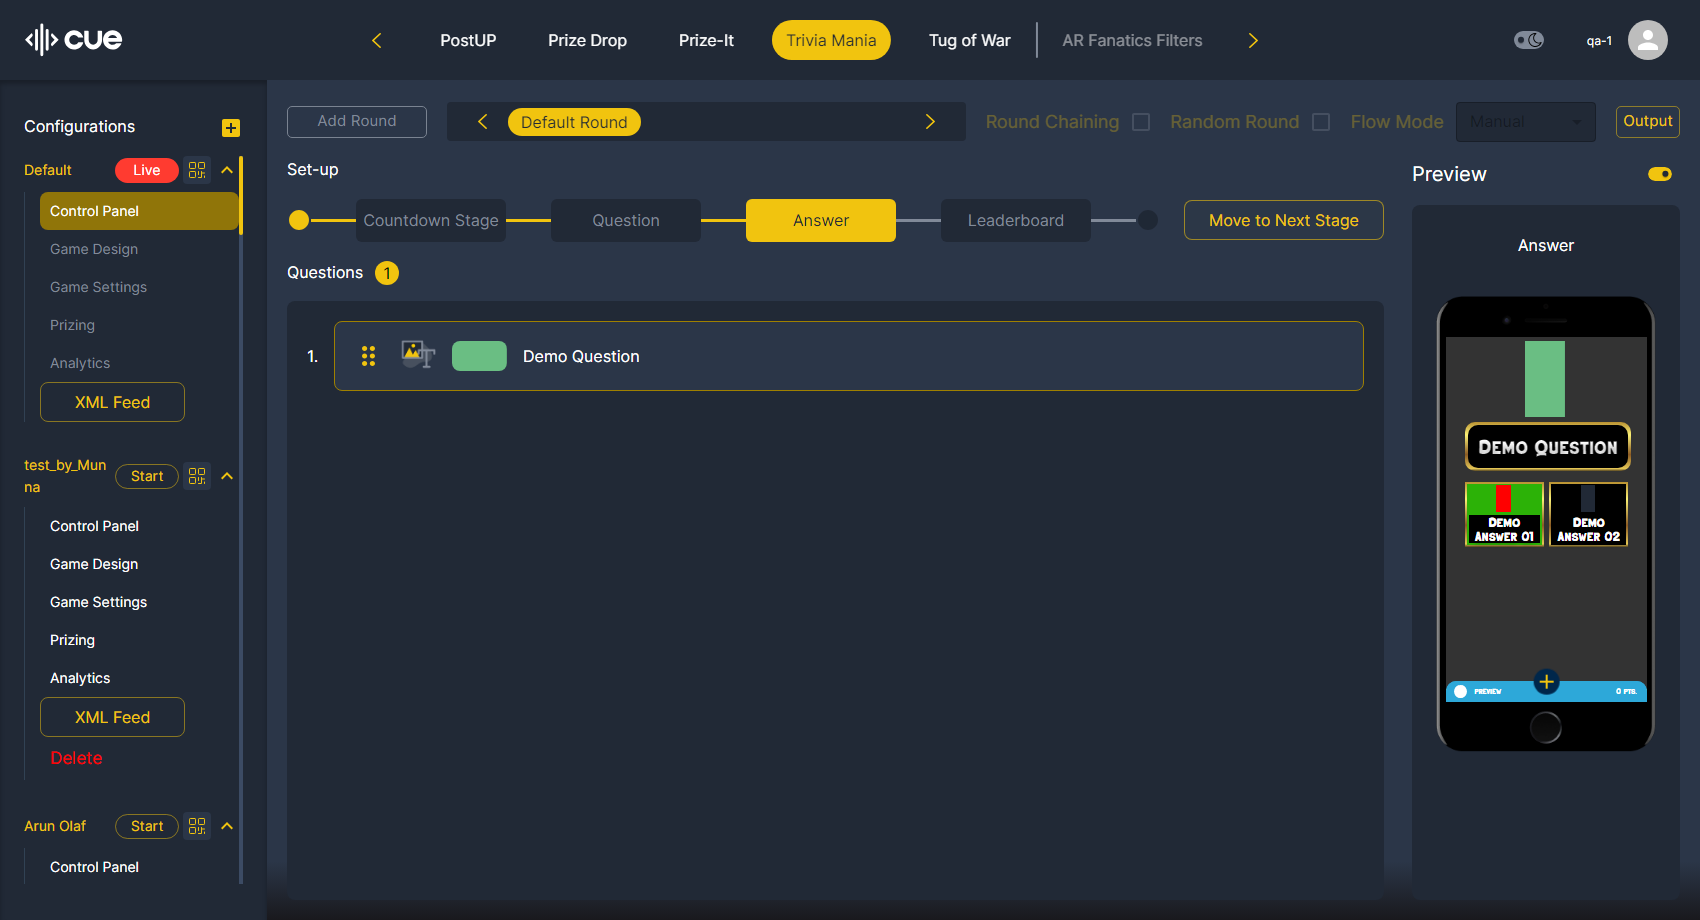 cue
PostUP
Prize Drop
Prize-It
Trivia Mania
Tug of War
AR Fanatics Filters
qa-1
Configurations
Default
Live
Control Panel
Game Design
Game Settings
Prizing
Analytics
XML Feed
test_by_Mun
na
Start
Control Panel
Game Design
Game Settings
Prizing
Analytics
XML Feed
Delete
Arun Olaf
Start
Control Panel
Add Round
Default Round
Round Chaining
Random Round
Flow Mode
Manual
Output
Set-up
Countdown Stage
Question
Answer
Leaderboard
Move to Next Stage
Questions 1
1.
Demo Question
Preview
Answer
Demo Question
Demo
Answer 01
Demo
Answer 02
PREVIEW
0 PTS.